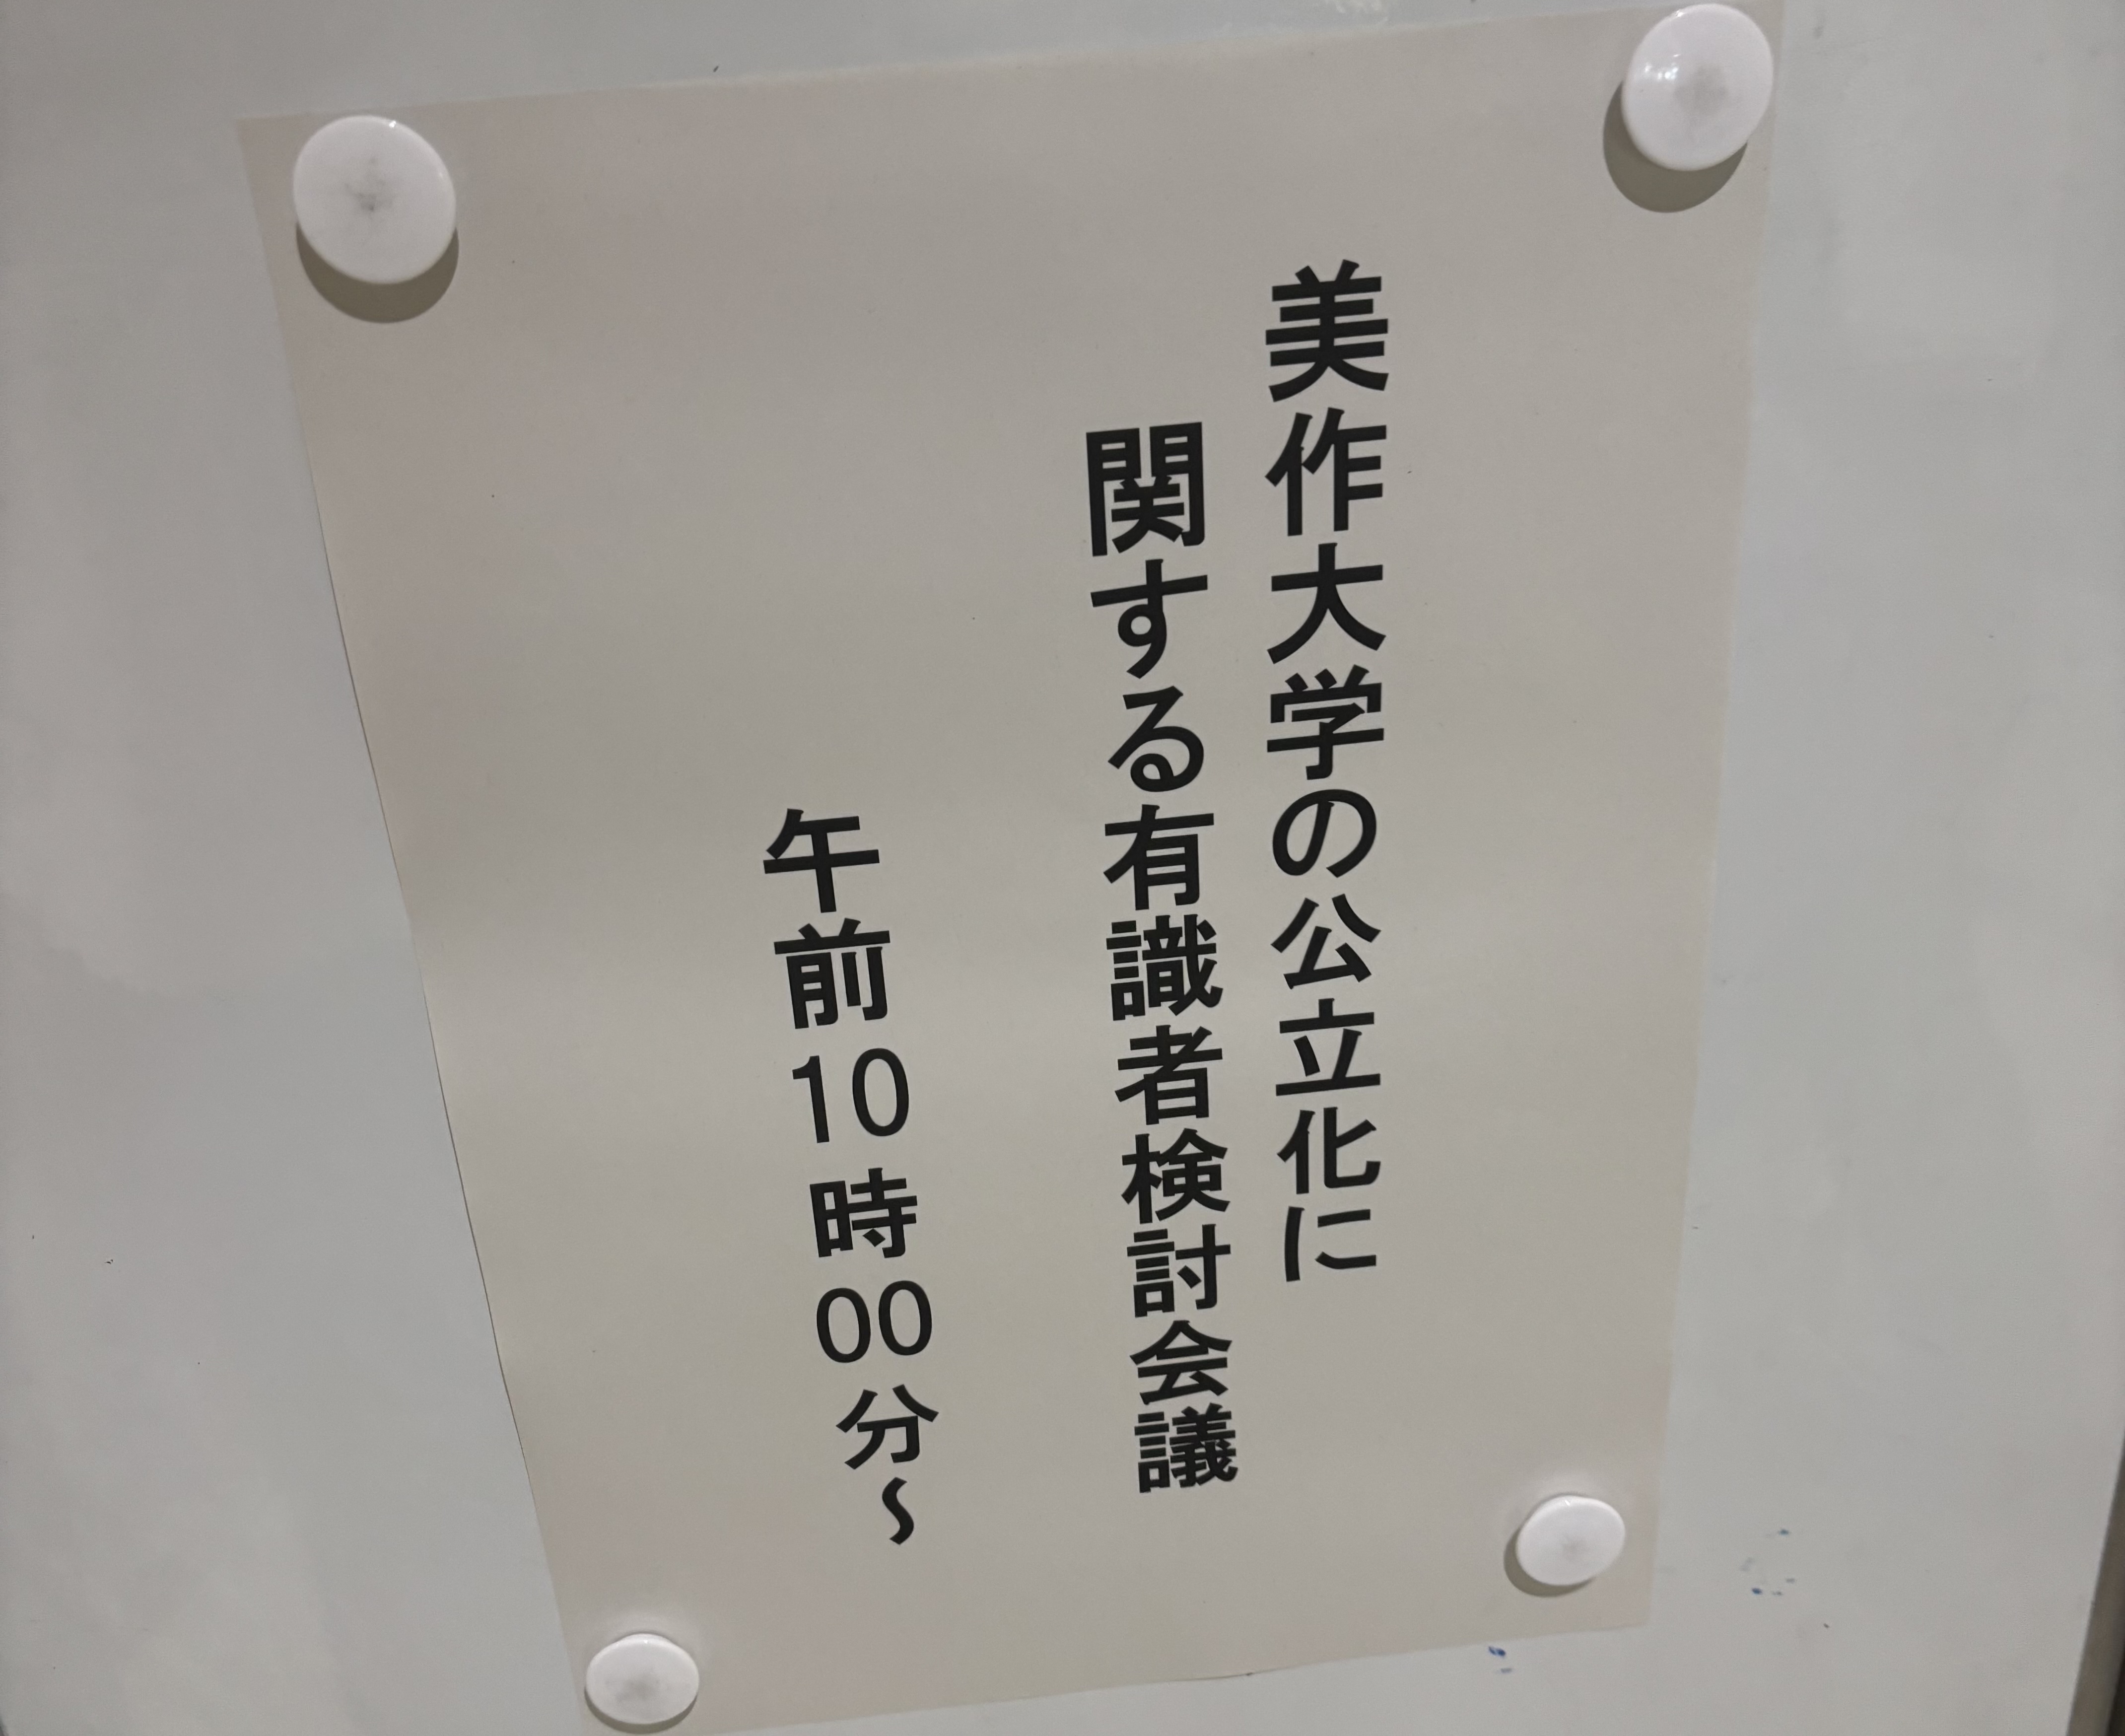 美作大学の公立化に
関する有識者検討会議
午前10時00分～